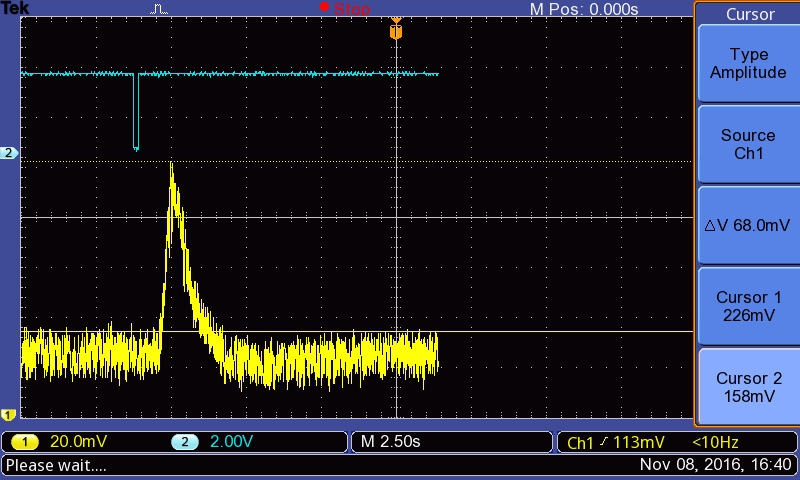 Tek
Stop
M Pos: 0.000s
Cursor
T
Type
Amplitude
Source
Ch1
2
△V 68.0mV
Cursor 1
226mV
Cursor 2
158mV
1
1 20.0mV
2 2.00V
M 2.50s
Ch1 / 113mV <10Hz
Please wait....
Nov 08, 2016, 16:40